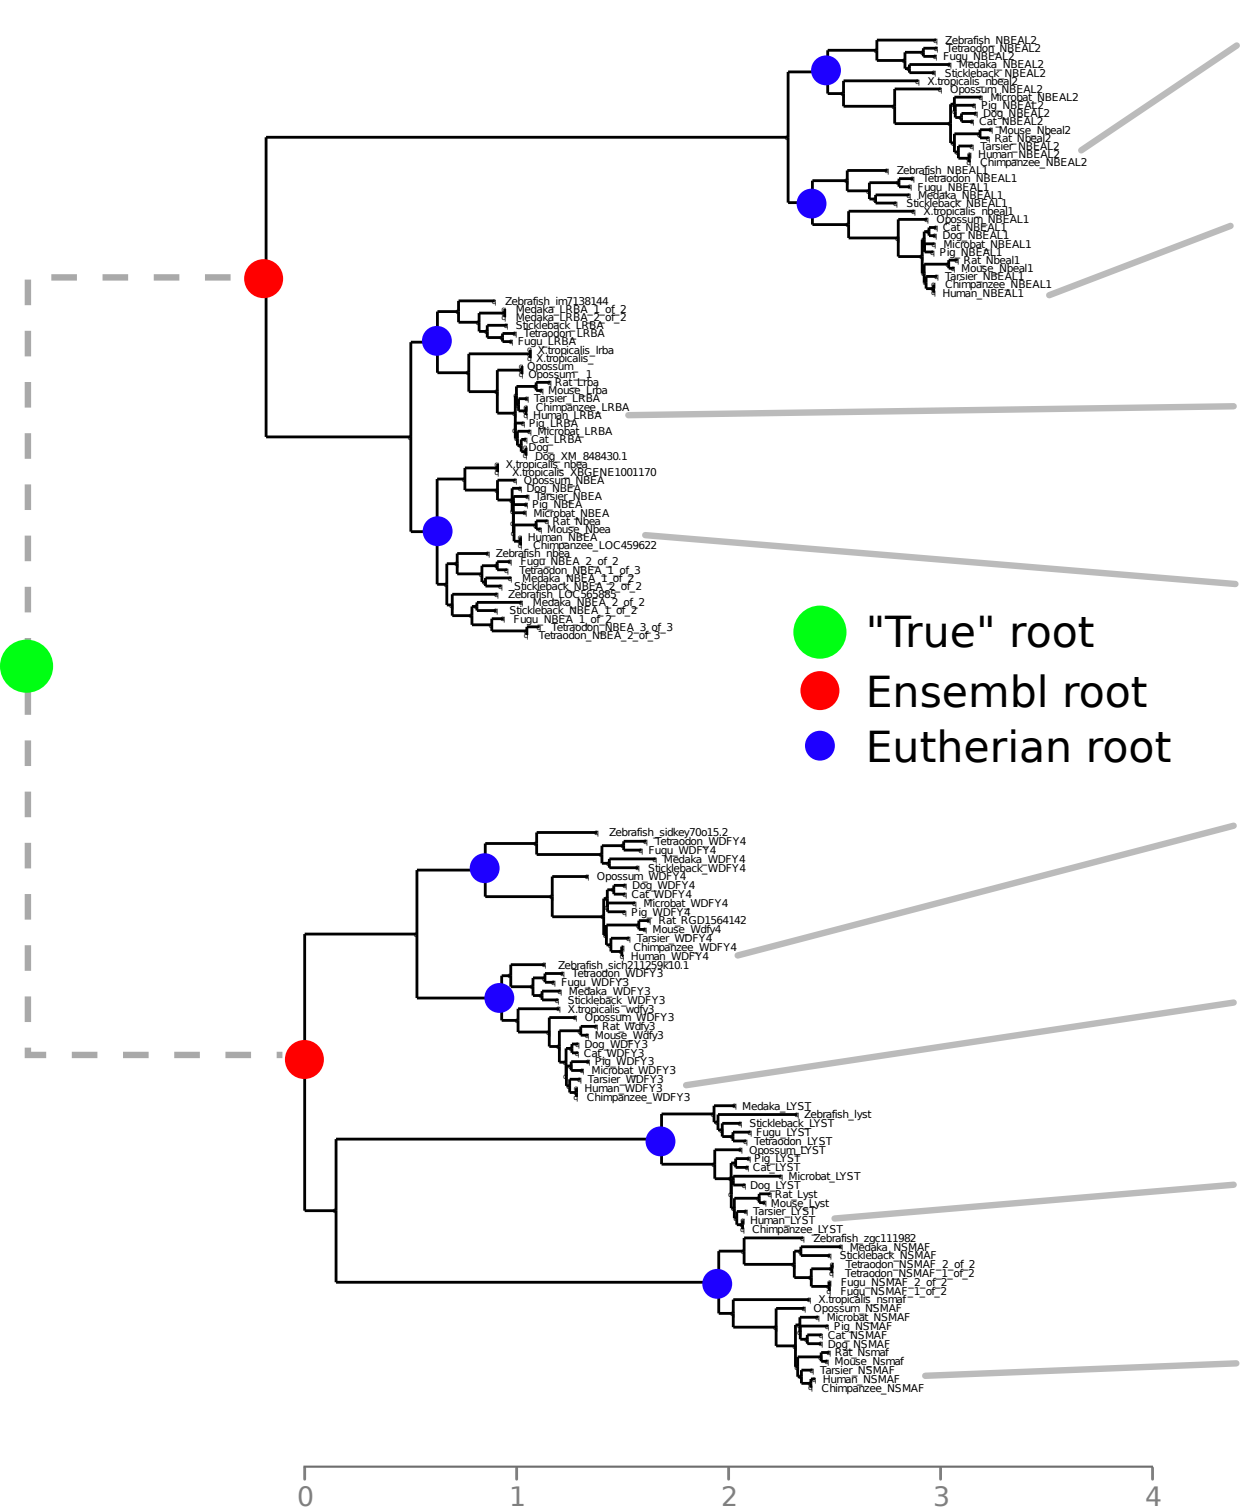 Zebrafish_NBEAL2
Tetraodon_NBEAL2
Fugu_NBEAL2
Medaka_NBEAL2
Stickleback_NBEAL2
X.tropicalis_nbeal2
Opossum_NBEAL2
Microbat_NBEAL2
Pig_NBEAL2
Dog_NBEAL2
Cat_NBEAL2
Mouse_Nbeal2
Rat_Nbeal2
Tarsier_NBEAL2
Human_NBEAL2
Chimpanzee_NBEAL2
Zebrafish_NBEAL1
Tetraodon_NBEAL1
Fugu_NBEAL1
Medaka_NBEAL1
Stickleback_NBEAL1
X.tropicalis_nbeal1
Opossum_NBEAL1
Cat_NBEAL1
Dog_NBEAL1
Microbat_NBEAL1
Pig_NBEAL1
Rat_Nbeal1
Mouse_Nbeal1
Tarsier_NBEAL1
Chimpanzee_NBEAL1
Human_NBEAL1
Zebrafish_im7138144
Medaka_LRBA_1_of_2
Medaka_LRBA_2_of_2
Stickleback_LRBA
Tetraodon_LRBA
Fugu_LRBA
X.tropicalis_lrba
X.tropicalis_
Opossum_
Opossum__1
Rat_Lrba
Mouse_Lrba
Tarsier_LRBA
Chimpanzee_LRBA
Human_LRBA
Pig_LRBA
Microbat_LRBA
Cat_LRBA
Dog_
Dog_XM_848430.1
X.tropicalis_nbea
X.tropicalis_XBGENE1001170
Opossum_NBEA
Dog_NBEA
Tarsier_NBEA
Pig_NBEA
Microbat_NBEA
Rat_Nbea
Mouse_Nbea
Human_NBEA
Chimpanzee_LOC459622
Zebrafish_nbea
Fugu_NBEA_2_of_2
Tetraodon_NBEA_1_of_3
Medaka_NBEA_1_of_2
Stickleback_NBEA_2_of_2
Zebrafish_LOC565885
Medaka_NBEA_2_of_2
Stickleback_NBEA_1_of_2
Fugu_NBEA_1_of_2
Tetraodon_NBEA_3_of_3
Tetraodon_NBEA_2_of_3
"True" root
Ensembl root
Eutherian root
Zebrafish_sidkey70o15.2
Tetraodon_WDFY4
Fugu_WDFY4
Medaka_WDFY4
Stickleback_WDFY4
Opossum_WDFY4
Dog_WDFY4
Cat_WDFY4
Microbat_WDFY4
Pig_WDFY4
Rat_RGD1564142
Mouse_Wdfy4
Tarsier_WDFY4
Chimpanzee_WDFY4
Human_WDFY4
Zebrafish_sich211259k10.1
Tetraodon_WDFY3
Fugu_WDFY3
Medaka_WDFY3
Stickleback_WDFY3
X.tropicalis_wdfy3
Opossum_WDFY3
Rat_Wdfy3
Mouse_Wdfy3
Dog_WDFY3
Cat_WDFY3
Pig_WDFY3
Microbat_WDFY3
Tarsier_WDFY3
Human_WDFY3
Chimpanzee_WDFY3
Medaka_LYST
Zebrafish_lyst
Stickleback_LYST
Fugu_LYST
Tetraodon_LYST
Opossum_LYST
Pig_LYST
Cat_LYST
Microbat_LYST
Dog_LYST
Rat_Lyst
Mouse_Lyst
Tarsier_LYST
Human_LYST
Chimpanzee_LYST
Zebrafish_zgc111982
Medaka_NSMAF
Stickleback_NSMAF
Tetraodon_NSMAF_2_of_2
Tetraodon_NSMAF_1_of_2
Fugu_NSMAF_2_of_2
Fugu_NSMAF_1_of_2
X.tropicalis_nsmaf
Opossum_NSMAF
Microbat_NSMAF
Pig_NSMAF
Cat_NSMAF
Dog_NSMAF
Rat_Nsmaf
Mouse_Nsmaf
Tarsier_NSMAF
Human_NSMAF
Chimpanzee_NSMAF
0 1 2 3 4